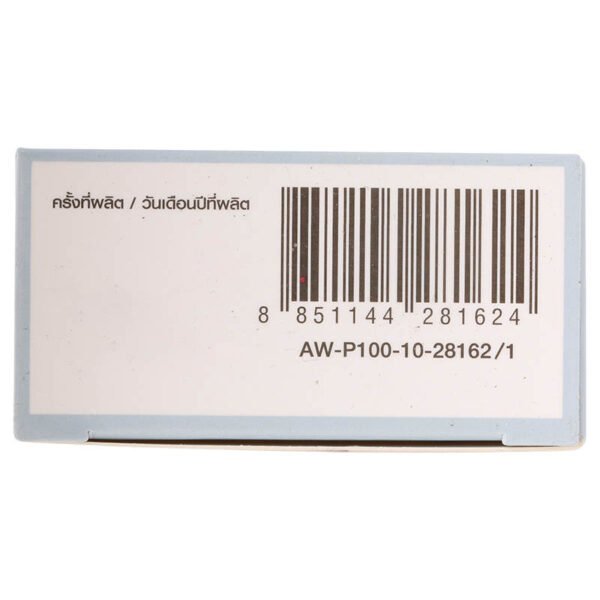 ครั้งที่ผลิต / วันเดือนปีที่ผลิต
8 851144 281624
AW-P100-10-28162/1